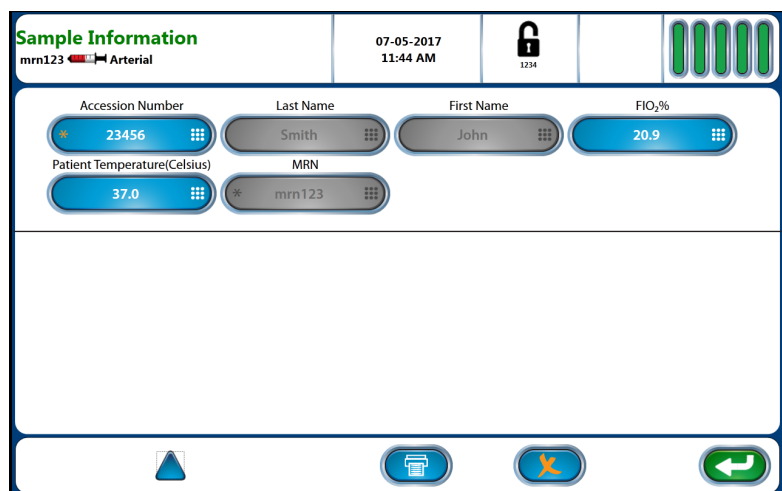 Sample Information
mrn123 Arterial
07-05-2017
11:44 AM
1234
Accession Number
Last Name
First Name
FIO₂%
* 23456
Smith
John
20.9
Patient Temperature(Celsius)
MRN
37.0
* mrn123